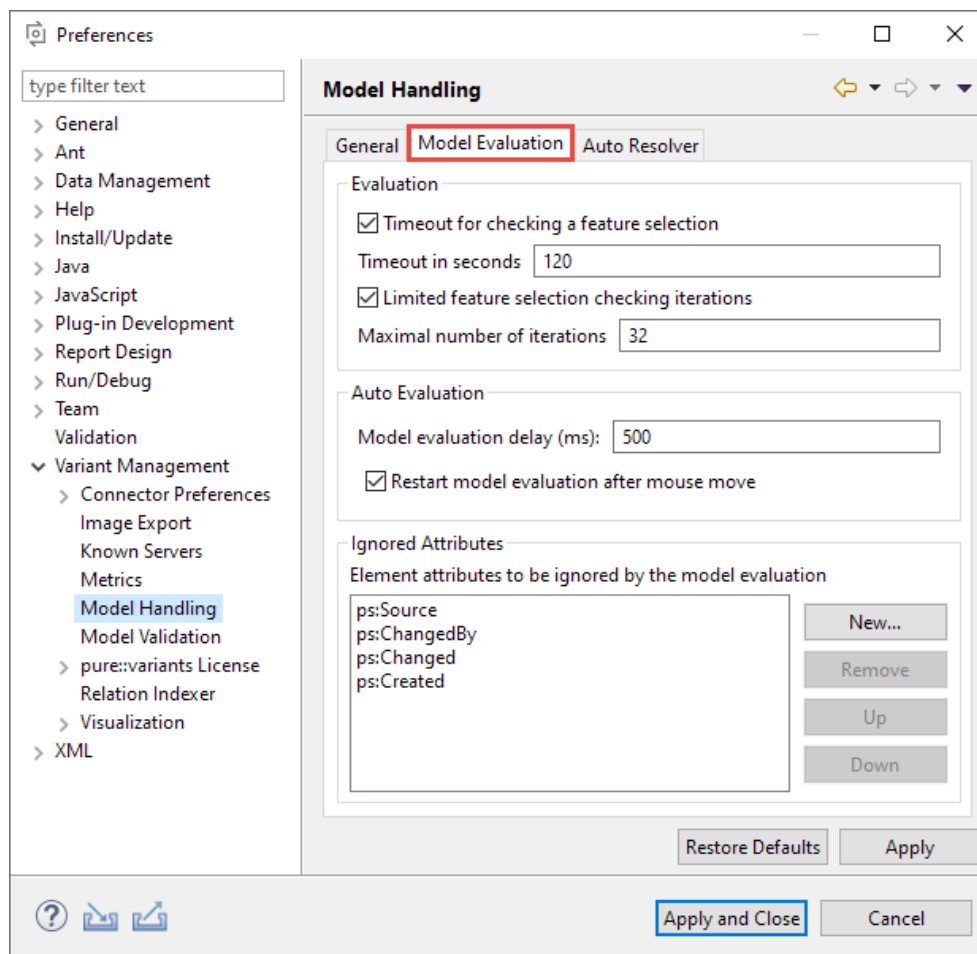 Preferences
type filter text
General
Ant
Data Management
Help
Install/Update
Java
JavaScript
Plug-in Development
Report Design
Run/Debug
Team
Validation
Variant Management
Connector Preferences
Image Export
Known Servers
Metrics
Model Handling
Model Validation
pure::variants License
Relation Indexer
Visualization
XML
Model Handling
General Model Evaluation Auto Resolver
Evaluation
Timeout for checking a feature selection
Timeout in seconds 120
Limited feature selection checking iterations
Maximal number of iterations 32
Auto Evaluation
Model evaluation delay (ms): 500
Restart model evaluation after mouse move
Ignored Attributes
Element attributes to be ignored by the model evaluation
ps:Source
ps:ChangedBy
ps:Changed
ps:Created
New...
Remove
Up
Down
Restore Defaults Apply
? Apply and Close Cancel